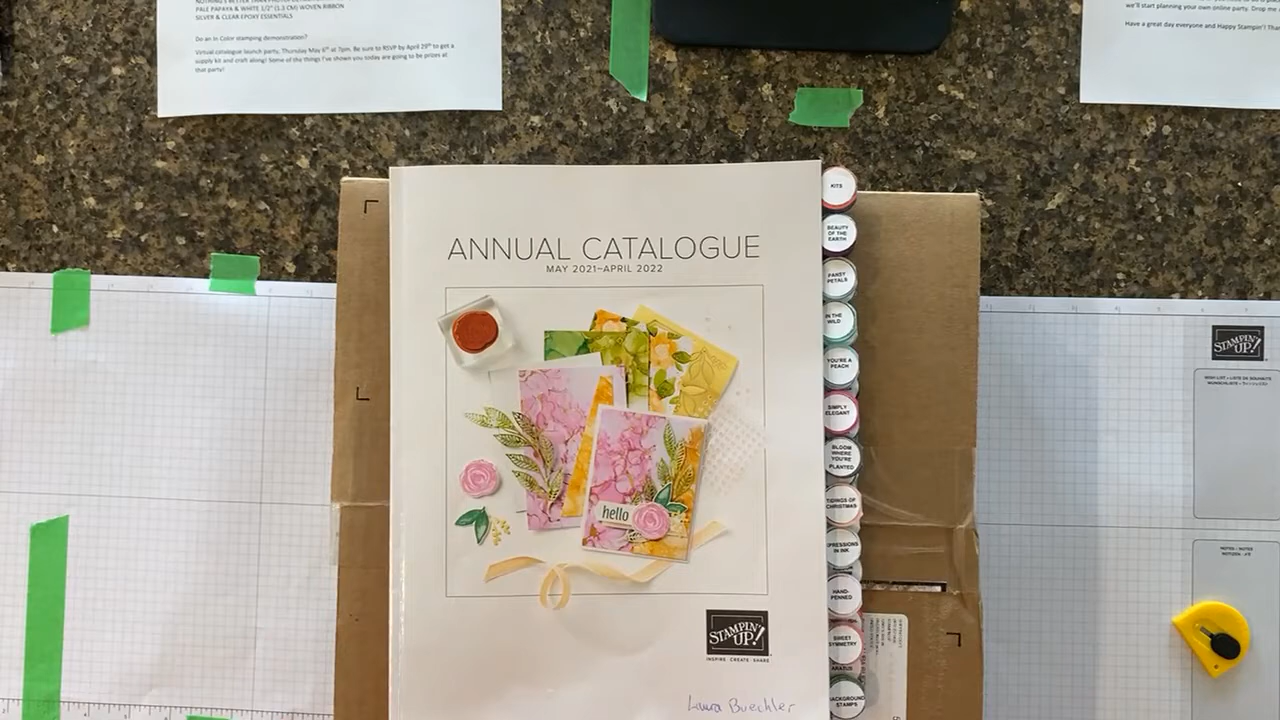 PALE PAPAYA & WHITE 1/2" (1.3 CM) WOVEN RIBBON
SILVER & CLEAR EPOXY ESSENTIALS
Do an In Color stamping demonstration?
Virtual catalogue launch party, Thursday May 6th at 7pm. Be sure to RSVP by April 29th to get a
supply kit and craft along! Some of the things I've shown you today are going to be prizes at
that party!
we'll start planning your own online party. Drop me
Have a great day everyone and Happy Stampin'!
ANNUAL CATALOGUE
MAY 2021–APRIL 2022
hello
STAMPIN' UP!
INSPIRE · CREATE · SHARE
Laura Buechler
KITS
BEAUTY
OF THE
EARTH
PANSY
PETALS
IN THE
WILD
YOU'RE A
PEACH
SIMPLY
ELEGANT
BLOOM
WHERE
YOU'RE
PLANTED
TIDINGS OF
CHRISTMAS
PRESSIONS
IN INK
HAND-
PENNED
SWEET
SYMMETRY
BACKGROUND
STAMPS
STAMPIN' UP!